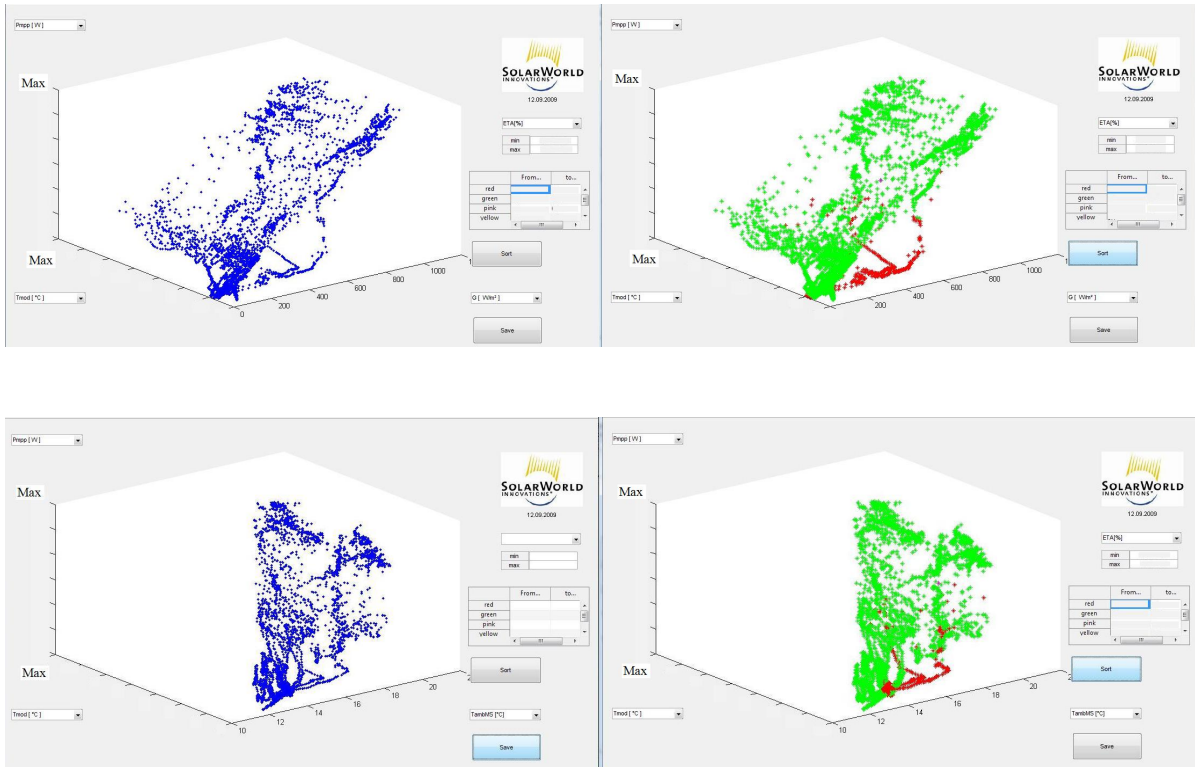 Pmpp [ W ]
SOLARWORLD
INNOVATIONS
12.09.2009
Max
ETA[%]
min
max
From... to...
red
green
pink
yellow
Sort
Max
Tmod [ °C ]
0 200 400 600 800 1000 1
G [ W/m² ]
Save
Pmpp [ W ]
SOLARWORLD
INNOVATIONS
12.09.2009
Max
ETA[%]
min
max
From... to...
red
green
pink
yellow
Sort
Max
Tmod [ °C ]
200 400 600 800 1000 1
G [ W/m² ]
Save
Pmpp [ W ]
SOLARWORLD
INNOVATIONS
12.09.2009
Max
min
max
From... to...
red
green
pink
yellow
Sort
Max
Tmod [ °C ]
10 12 14 16 18 20 2
TambMS [°C]
Save
Pmpp [ W ]
SOLARWORLD
INNOVATIONS
12.09.2009
Max
ETA[%]
min
max
From... to...
red
green
pink
yellow
Sort
Max
Tmod [ °C ]
10 12 14 16 18 20 2
TambMS [°C]
Save